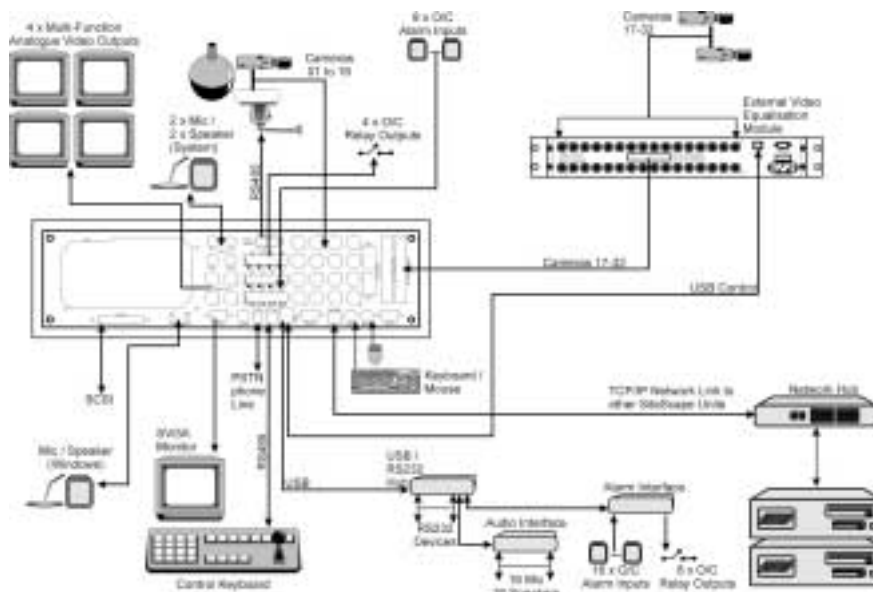 4 x Multi-Function
Analogue Video Outputs
2 x Mic /
2 x Speaker
(System)
Cameras
01 to 16
8 x O/C
Alarm Inputs
4 x O/C
Relay Outputs
RS485
Cameras
17-32
External Video
Equalisation
Module
Cameras 17-32
USB Control
SCSI
PSTN
phone
Line
Keyboard /
Mouse
TCP/IP Network Link to
other SiteScape Units
Network Hub
Mic / Speaker
(Windows)
SVGA
Monitor
RS485
USB
USB /
RS232
RS232
Devices
Alarm Interface
Audio Interface
Control Keyboard
16 Mic
16 x O/C
Alarm Inputs
8 x O/C
Relay Outputs